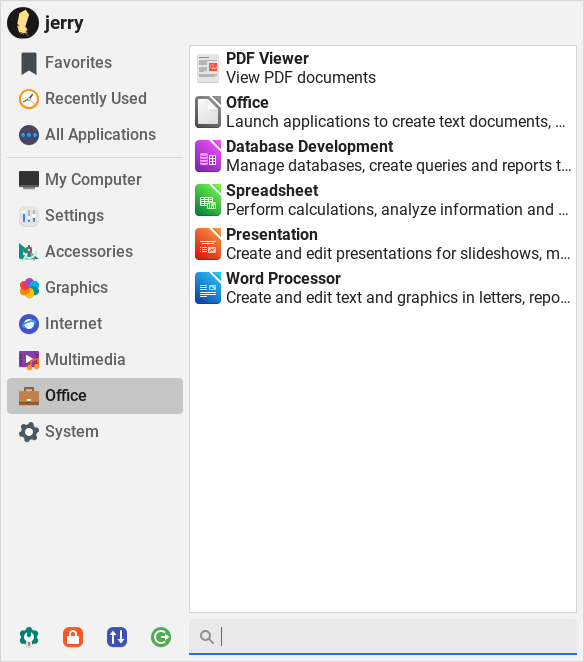 jerry
Favorites
Recently Used
All Applications
My Computer
Settings
Accessories
Graphics
Internet
Multimedia
Office
System
PDF Viewer
View PDF documents
Office
Launch applications to create text documents, ...
Database Development
Manage databases, create queries and reports t...
Spreadsheet
Perform calculations, analyze information and ...
Presentation
Create and edit presentations for slideshows, m...
Word Processor
Create and edit text and graphics in letters, repo...